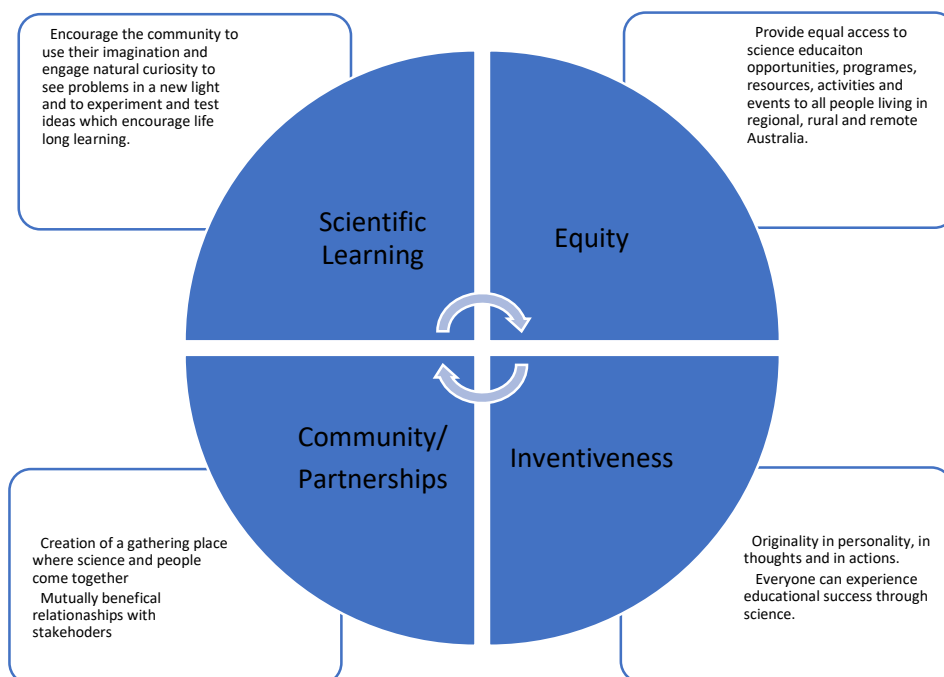 Encourage the community to
use their imagination and
engage natural curiosity to
see problems in a new light
and to experiment and test
ideas which encourage life
long learning.
Provide equal access to
science educaiton
opportunities, programes,
resources, activities and
events to all people living in
regional, rural and remote
Australia.
Scientific
Learning
Equity
Community/
Partnerships
Inventiveness
Creation of a gathering place
where science and people
come together
Mutually benefical
relationships with
stakehoders
Originality in personality, in
thoughts and in actions.
Everyone can experience
educational success through
science.